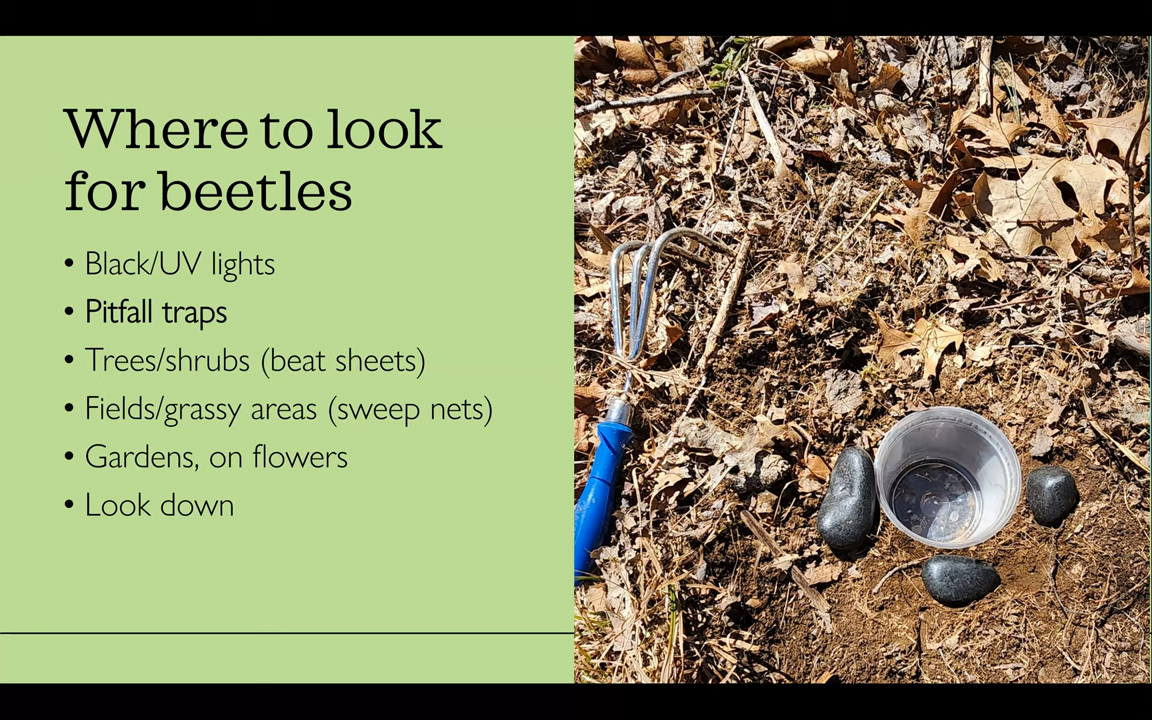 Where to look
for beetles
• Black/UV lights
• Pitfall traps
• Trees/shrubs (beat sheets)
• Fields/grassy areas (sweep nets)
• Gardens, on flowers
• Look down